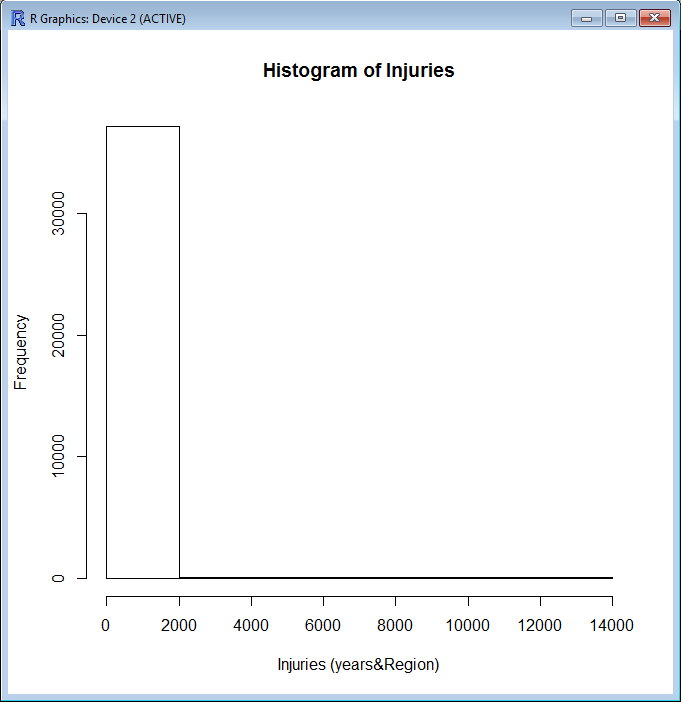 R Graphics: Device 2 (ACTIVE)
Histogram of Injuries
30000
20000
10000
0
Frequency
0 2000 4000 6000 8000 10000 12000 14000
Injuries (years&Region)